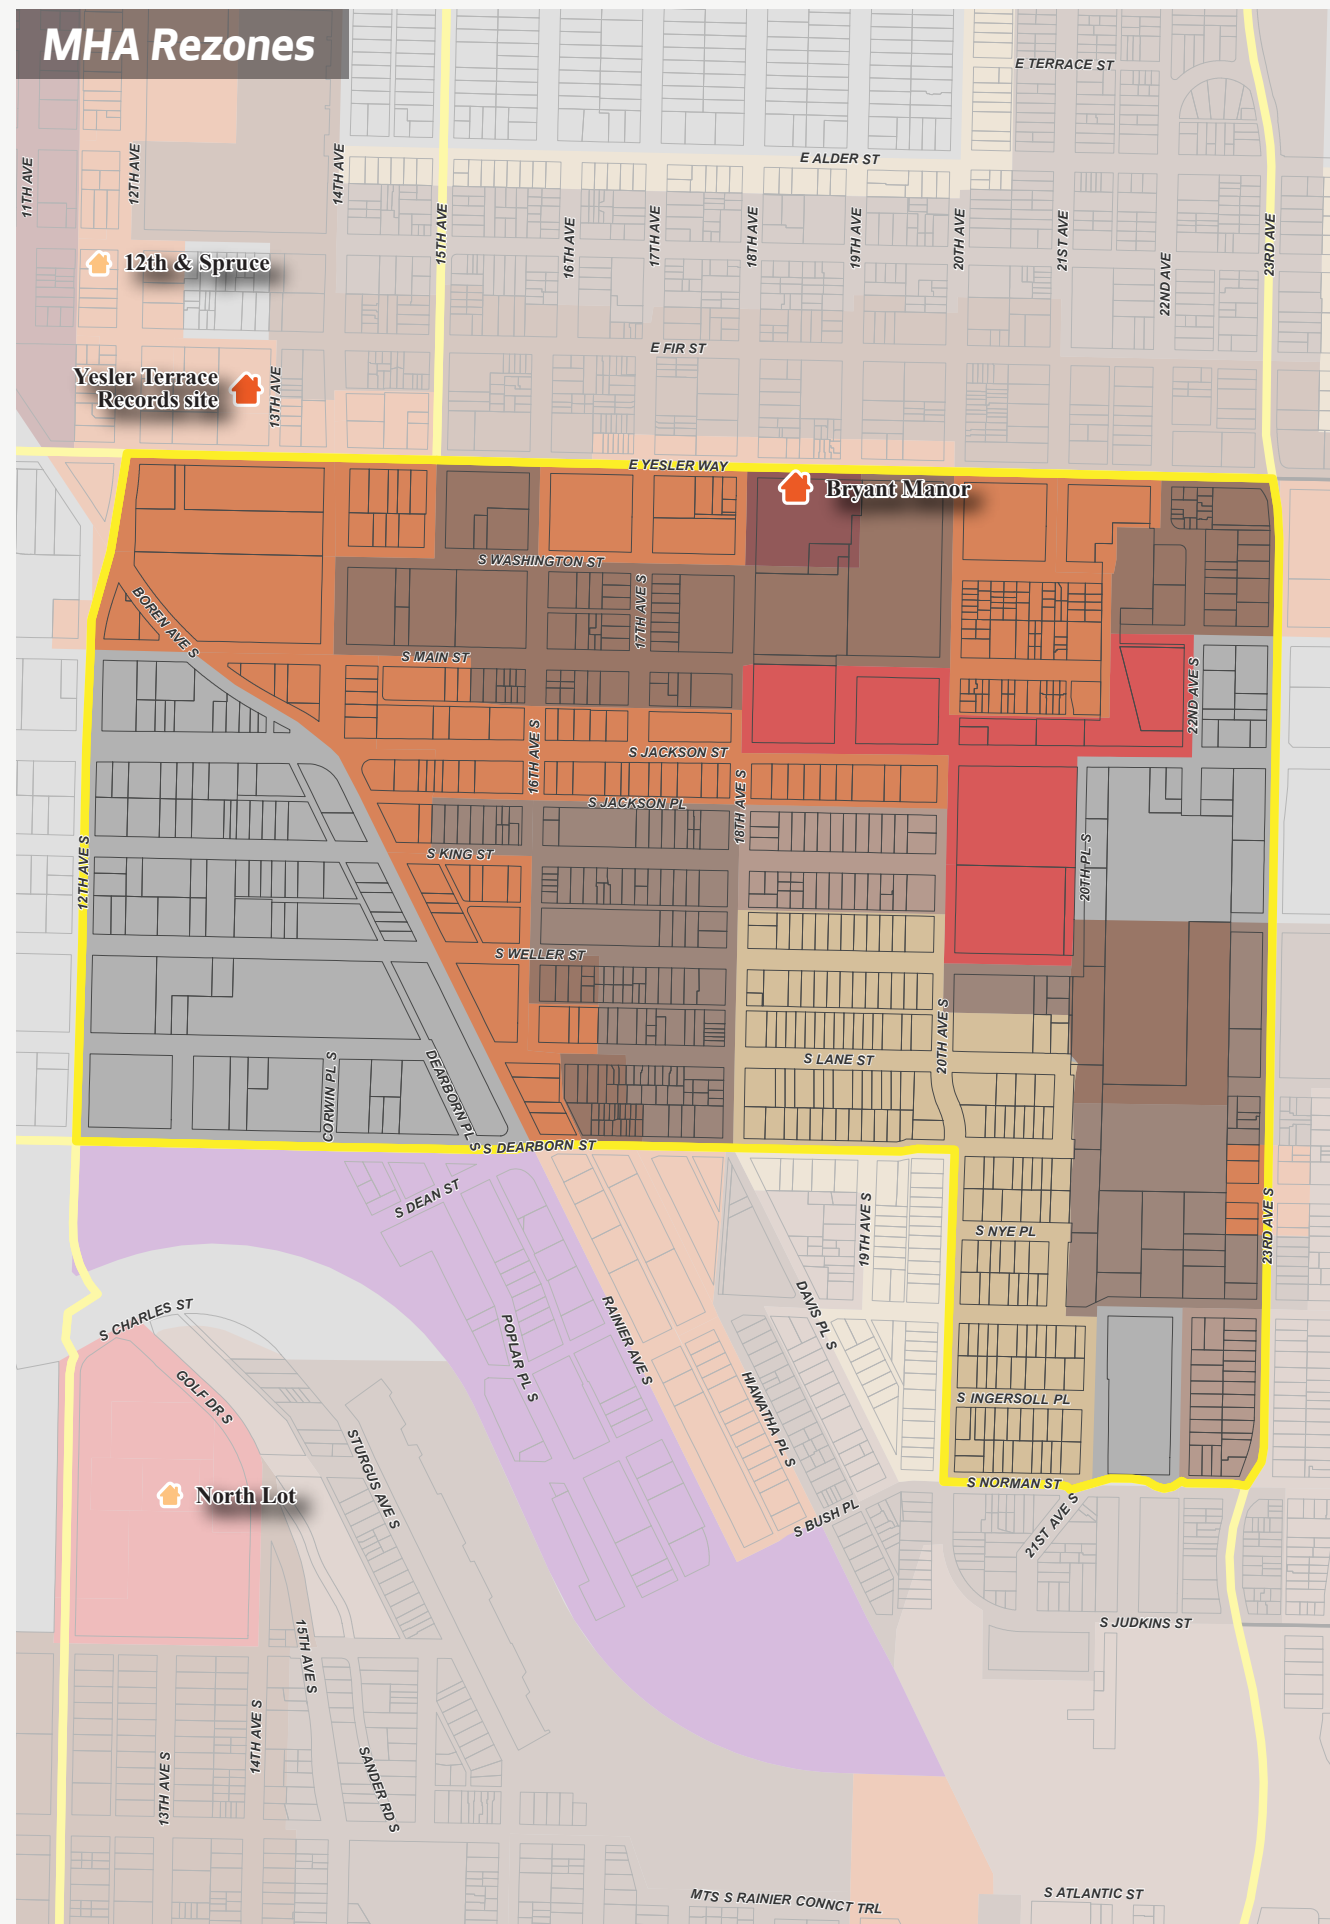 MHA Rezones
E TERRACE ST
E ALDER ST
11TH AVE
12TH AVE
14TH AVE
15TH AVE
16TH AVE
17TH AVE
18TH AVE
19TH AVE
20TH AVE
21ST AVE
22ND AVE
23RD AVE
12th & Spruce
E FIR ST
Yesler Terrace
Records site
13TH AVE
E YESLER WAY
Bryant Manor
S WASHINGTON ST
BOREN AVE S
17TH AVE S
S MAIN ST
22ND AVE S
16TH AVE S
S JACKSON ST
18TH AVE S
S JACKSON PL
S KING ST
12TH AVE S
20TH PL S
S WELLER ST
20TH AVE S
S LANE ST
CORWIN PL S
DEARBORN PL S
S DEARBORN ST
S DEAN ST
19TH AVE S
S NYE PL
23RD AVE S
S CHARLES ST
GOLF DR S
POPLAR PL S
RAINIER AVE S
DAVIS PL S
HIAWATHA PL S
S INGERSOLL PL
STURGUS AVE S
North Lot
S NORMAN ST
S BUSH PL
21ST AVE S
S JUDKINS ST
15TH AVE S
14TH AVE S
13TH AVE S
SANDER RD S
MTS S RAINIER CONNCT TRL
S ATLANTIC ST